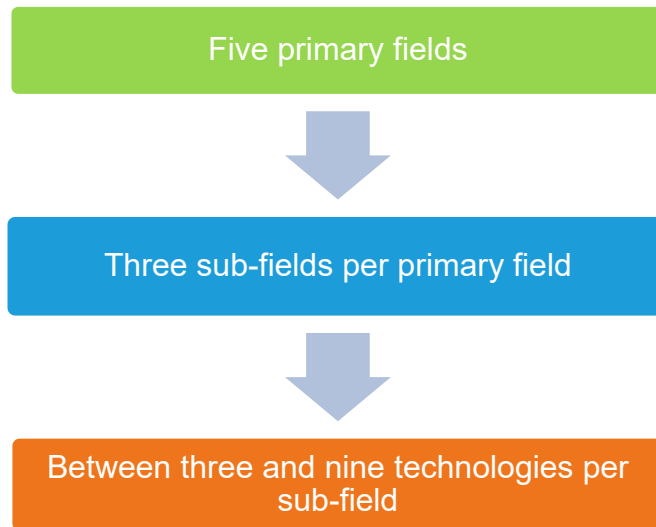 Five primary fields
Three sub-fields per primary field
Between three and nine technologies per
sub-field